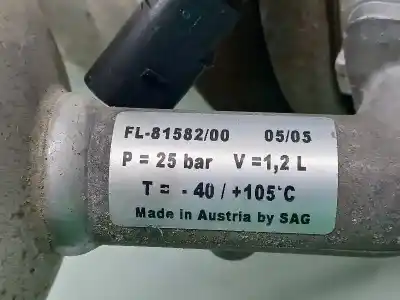 FL-81582/00 05/05
P = 25 bar V =1,2 L
T = - 40 / +105°C
Made in Austria by SAG